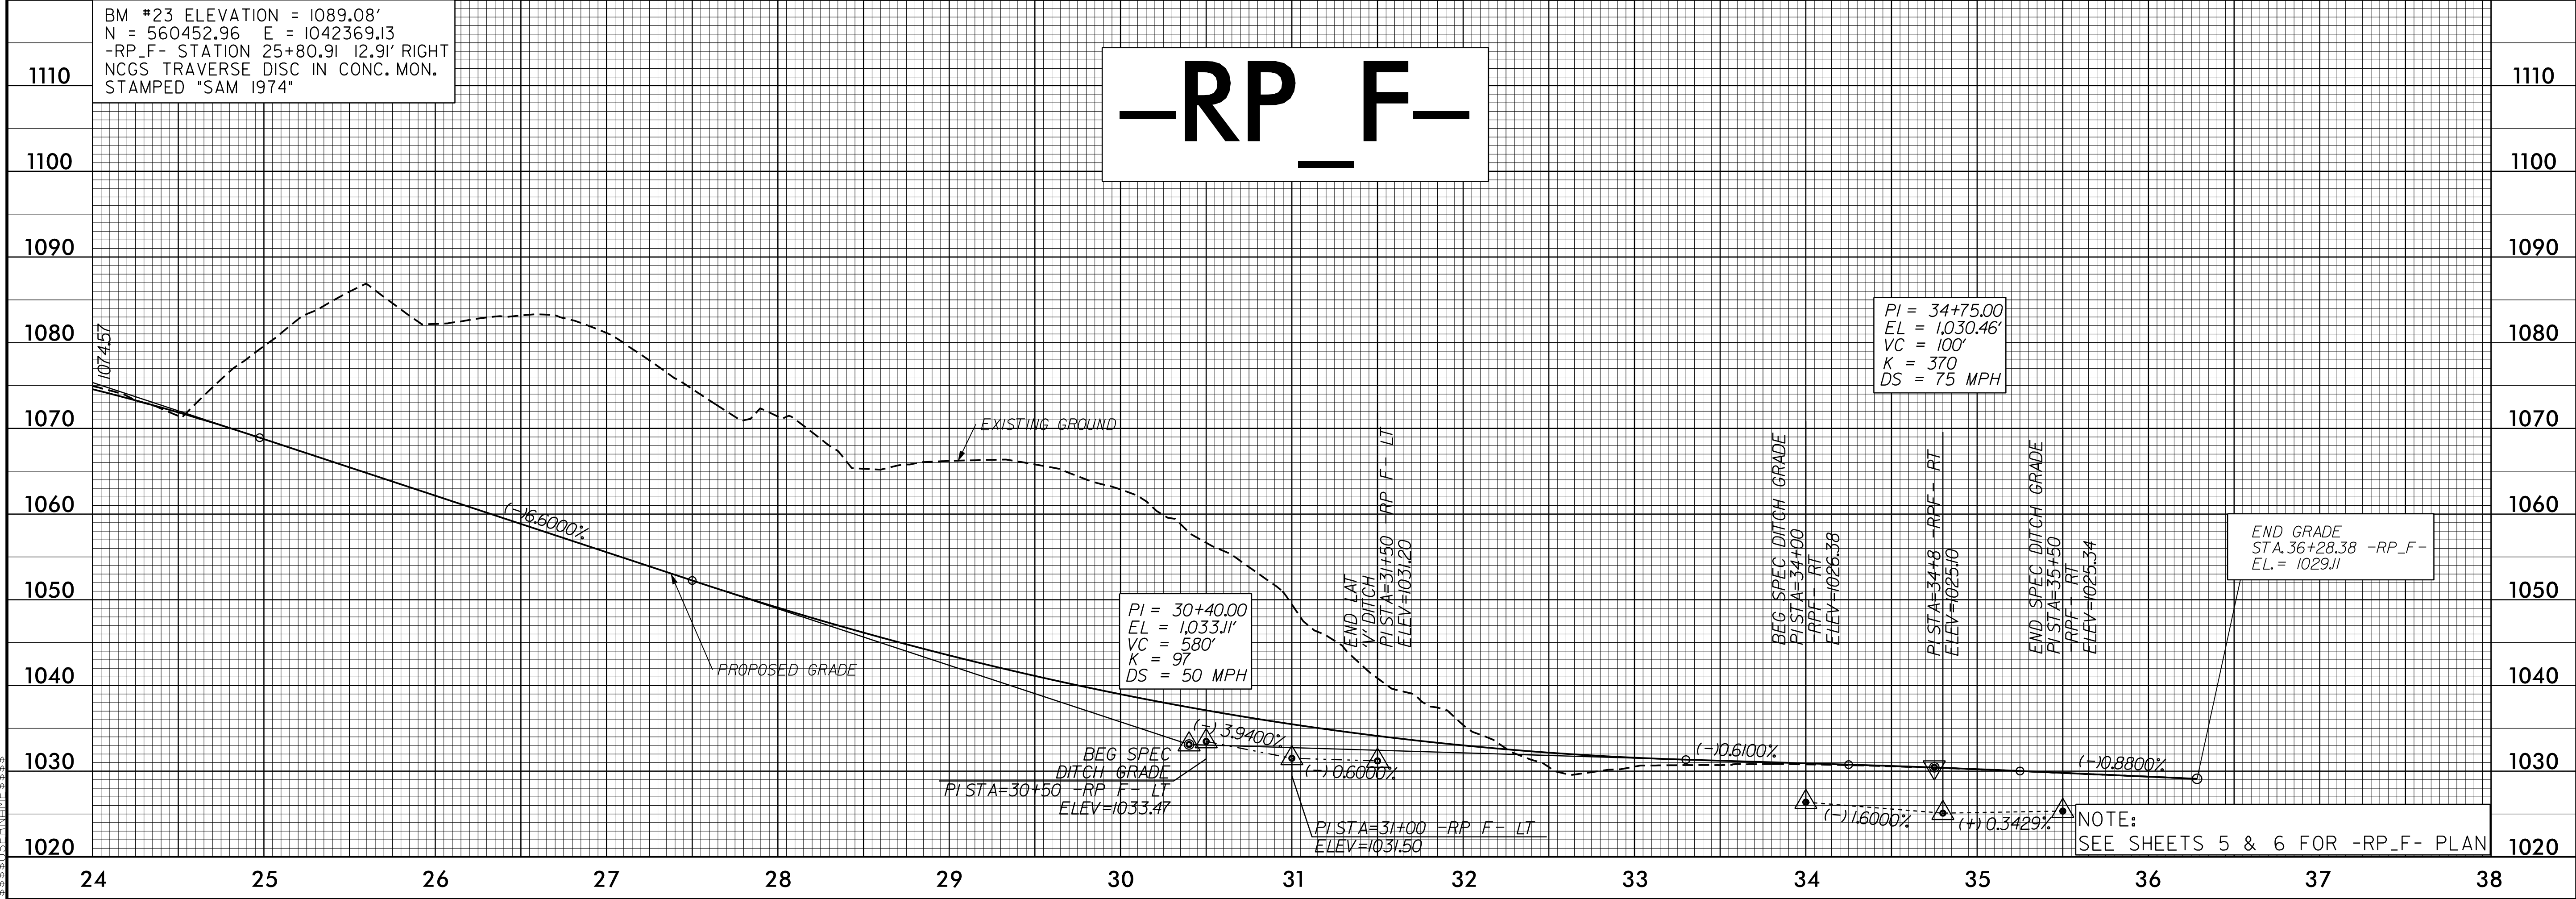 BM #23 ELEVATION = 1089.08'
N = 560452.96 E = 1042369.13
-RP_F- STATION 25+80.91 12.91' RIGHT
NCGS TRAVERSE DISC IN CONC. MON.
STAMPED "SAM 1974"
-RP_F-
1110
1100
1090
1080
1070
1060
1050
1040
1030
1020
1110
1100
1090
1080
1070
1060
1050
1040
1030
1020
1074.57
(-)6.6000%
PROPOSED GRADE
EXISTING GROUND
PI = 30+40.00
EL = 1,033.11'
VC = 580'
K = 97
DS = 50 MPH
BEG SPEC
DITCH GRADE
PI STA=30+50 -RP F- LT
ELEV=1033.47
(-) 3.9400%
(-) 0.6000%
PI STA=31+00 -RP F- LT
ELEV=1031.50
END LAT
'V' DITCH
PI STA=31+50 -RP F- LT
ELEV=1031.20
PI = 34+75.00
EL = 1,030.46'
VC = 100'
K = 370
DS = 75 MPH
BEG SPEC DITCH GRADE
PI STA=34+00
-RPF- RT
ELEV=1026.38
PI STA=34+8 -RPF- RT
ELEV=1025.10
END SPEC DITCH GRADE
PI STA=35+50
-RPF- RT
ELEV=1025.34
(-)0.6100%
(-)0.8800%
(-)1.6000%
(+) 0.3429%
END GRADE
STA.36+28.38 -RP_F-
EL.= 1029.11
NOTE:
SEE SHEETS 5 & 6 FOR -RP_F- PLAN
24 25 26 27 28 29 30 31 32 33 34 35 36 37 38